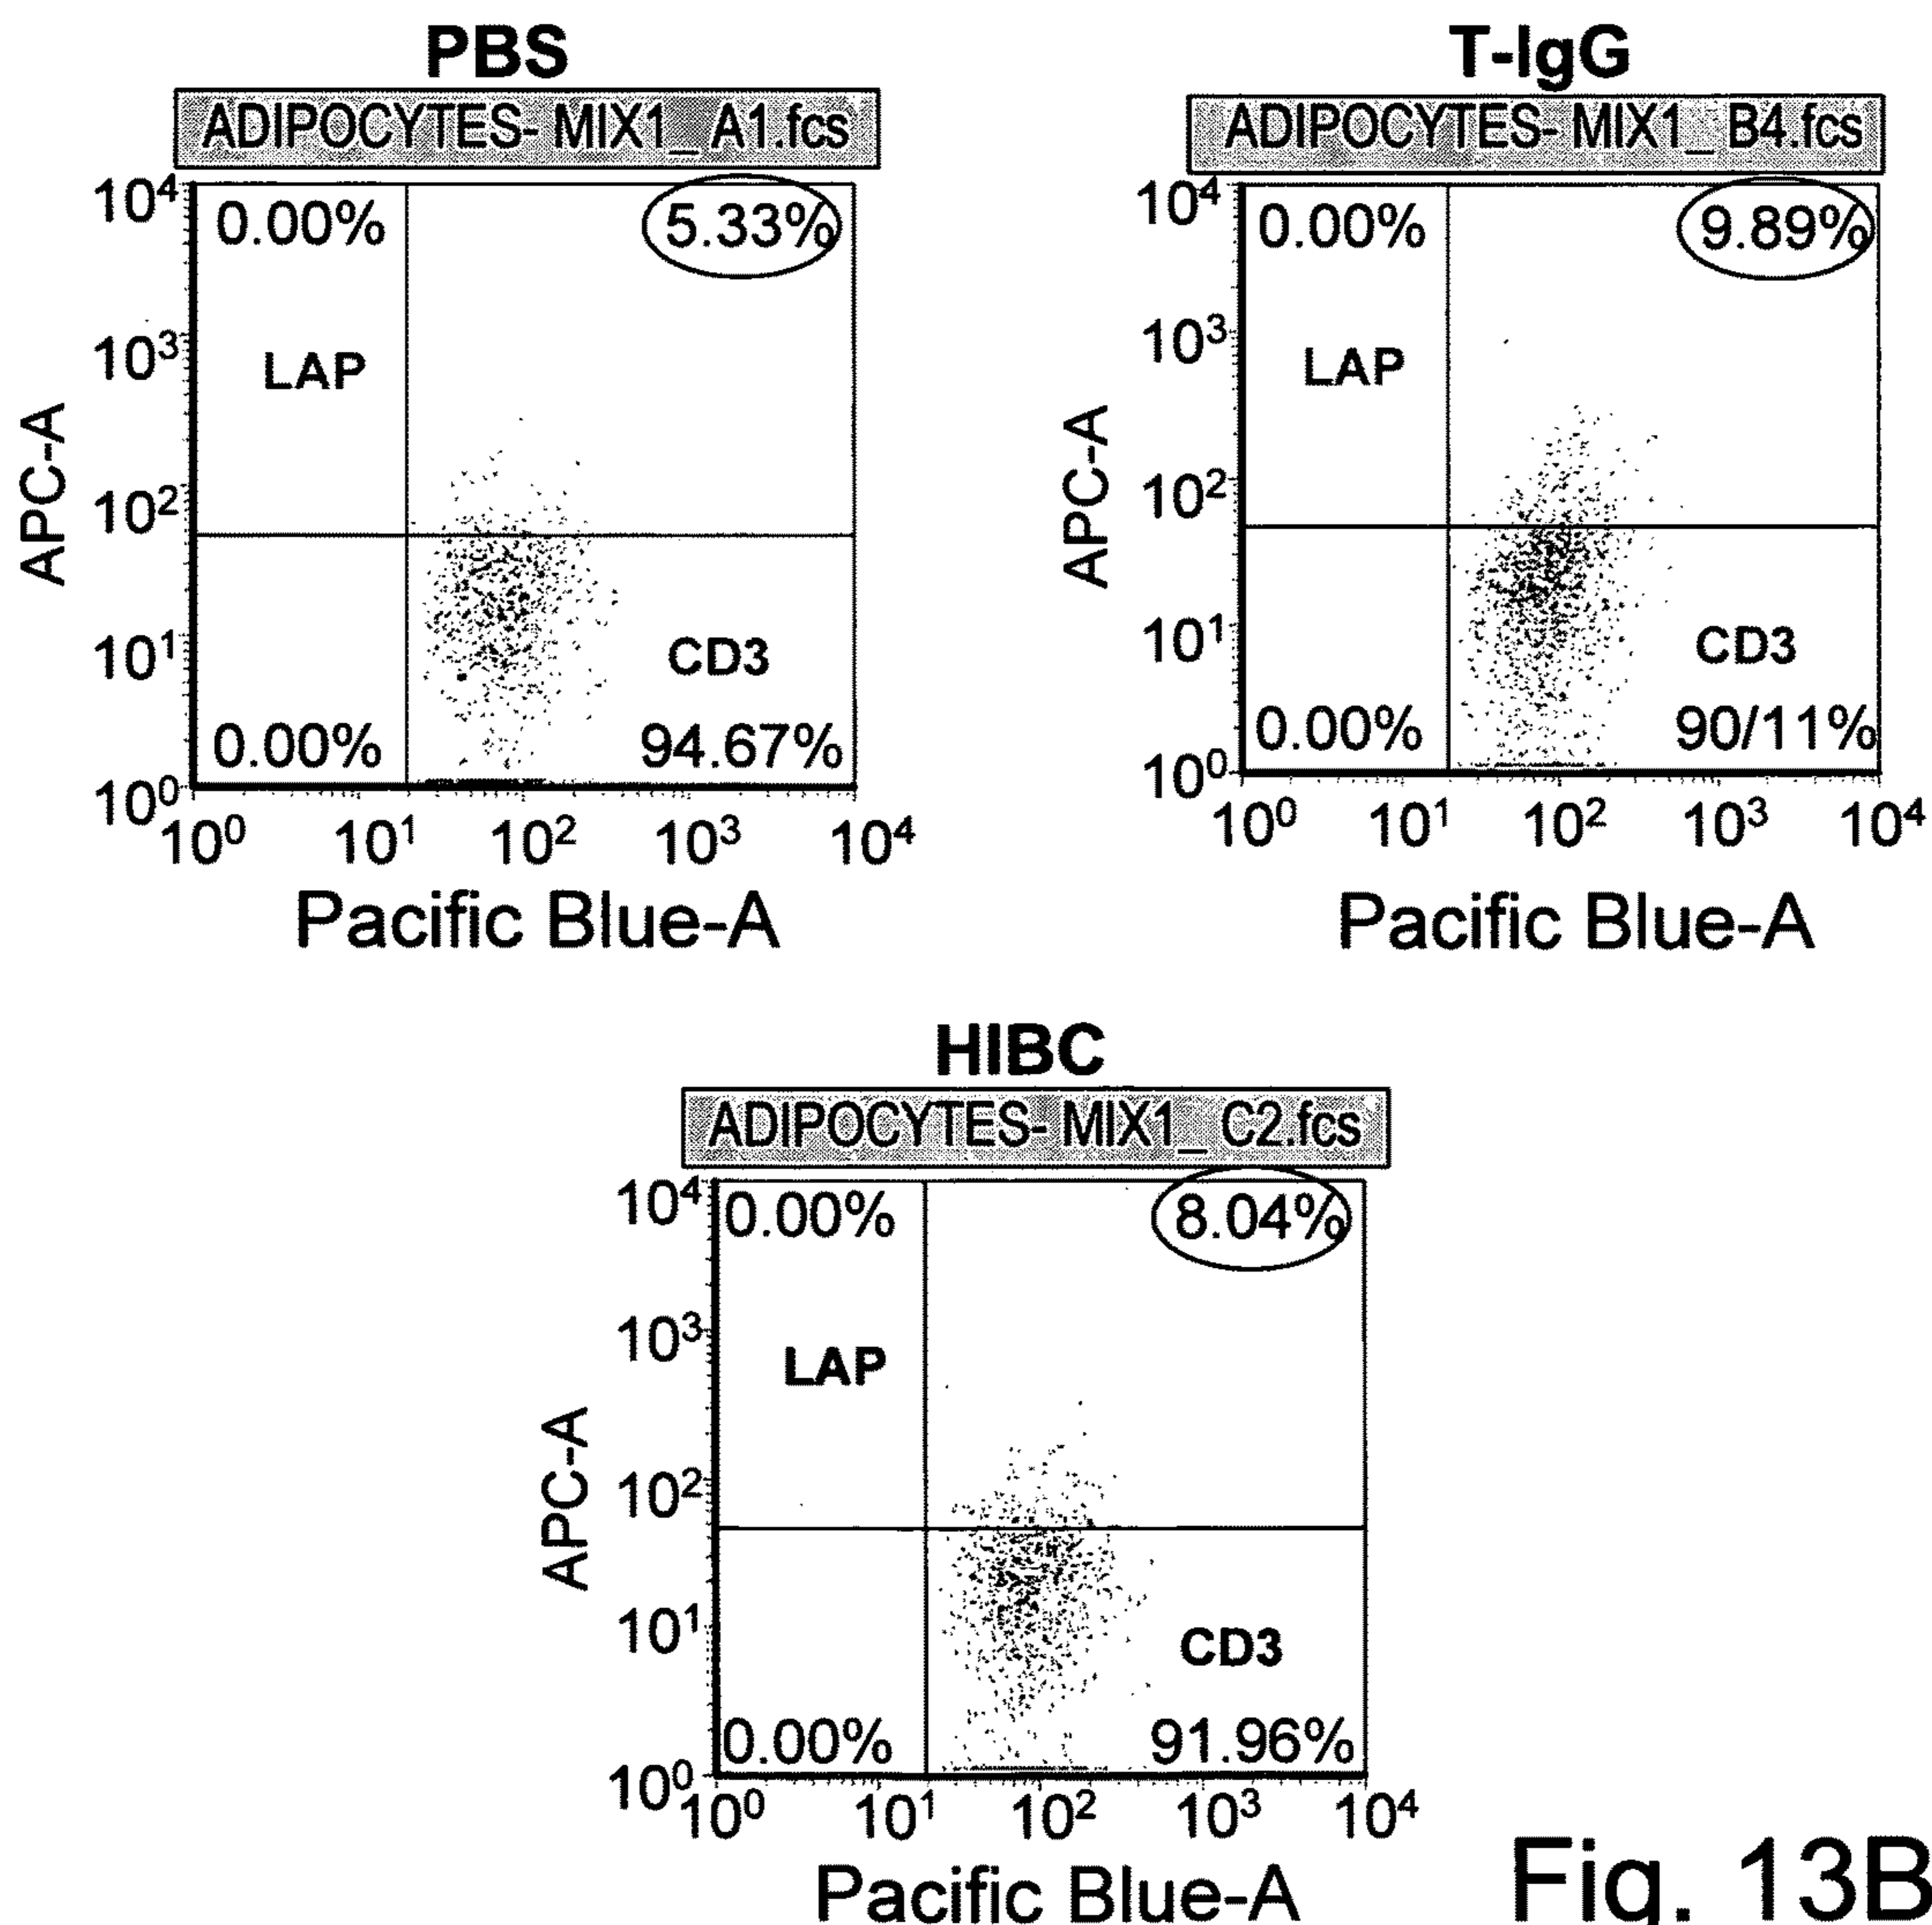 PBS
ADIPOCYTES- MIX1_ A1.fcs
10⁴
0.00%
5.33%
10³
LAP
APC-A
10²
10¹
CD3
0.00%
94.67%
10⁰
10⁰ 10¹ 10² 10³ 10⁴
Pacific Blue-A
T-IgG
ADIPOCYTES- MIX1_ B4.fcs
10⁴
0.00%
9.89%
10³
LAP
APC-A
10²
10¹
CD3
0.00%
90/11%
10⁰
10⁰ 10¹ 10² 10³ 10⁴
Pacific Blue-A
HIBC
ADIPOCYTES- MIX1_ C2.fcs
10⁴
0.00%
8.04%
10³
LAP
APC-A
10²
10¹
CD3
0.00%
91.96%
10⁰
10⁰ 10¹ 10² 10³ 10⁴
Pacific Blue-A
Fig. 13B